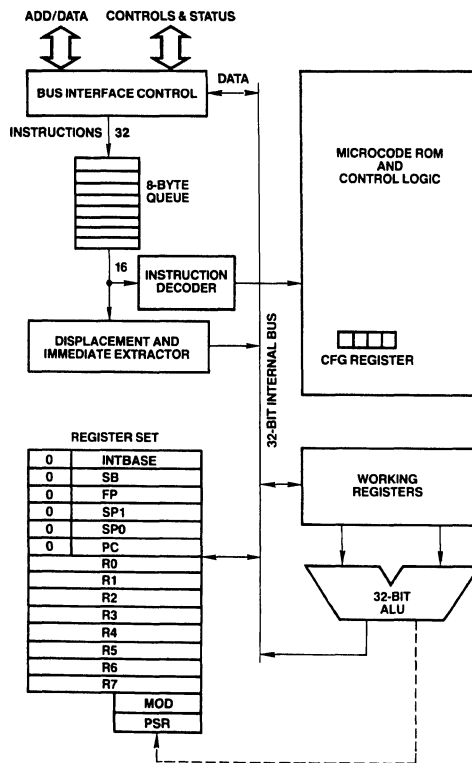 ADD/DATA
CONTROLS & STATUS
BUS INTERFACE CONTROL
DATA
INSTRUCTIONS
32
8-BYTE
QUEUE
16
INSTRUCTION
DECODER
DISPLACEMENT AND
IMMEDIATE EXTRACTOR
32-BIT INTERNAL BUS
MICROCODE ROM
AND
CONTROL LOGIC
CFG REGISTER
REGISTER SET
0 INTBASE
0 SB
0 FP
0 SP1
0 SP0
0 PC
R0
R1
R2
R3
R4
R5
R6
R7
MOD
PSR
WORKING
REGISTERS
32-BIT
ALU